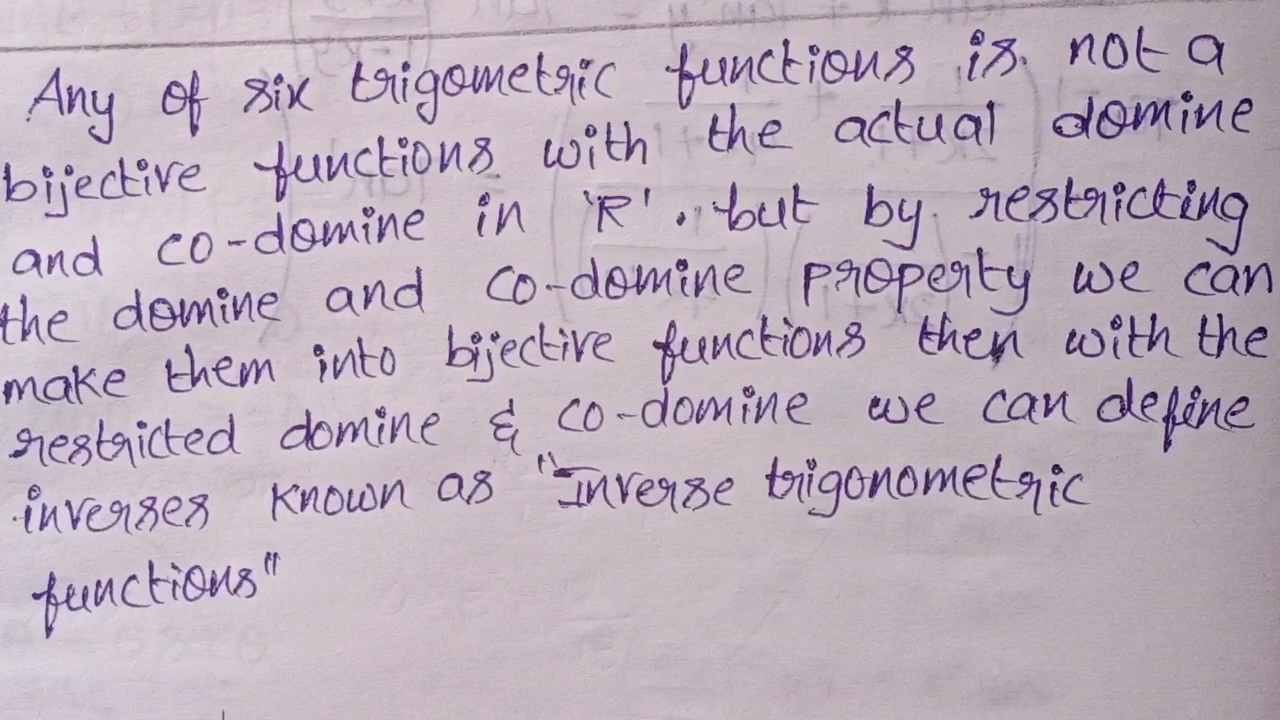 Any of six trigometric functions is not a
bijective functions with the actual domine
and co-domine in 'R'. but by restricting
the domine and co-domine property we can
make them into bijective functions then with the
restricted domine & co-domine we can define
inverses known as "Inverse trigonometric
functions"